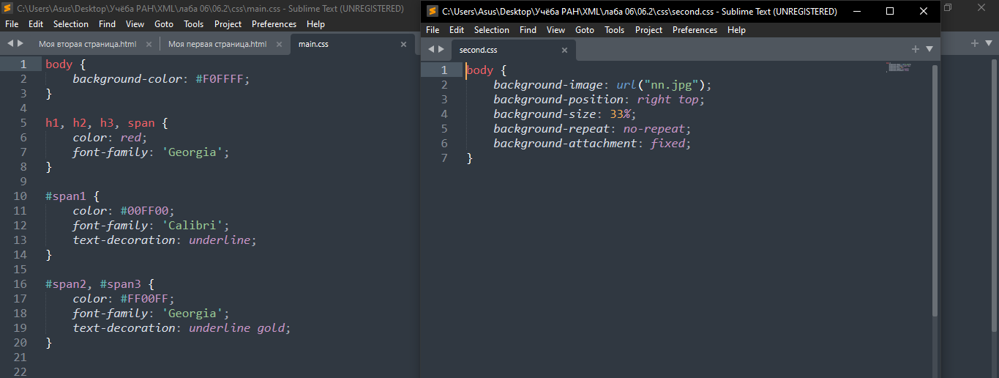 C:\Users\Asus\Desktop\Учёба РАН\XML\лаба 06\06.2\css\main.css - Sublime Text (UNREGISTERED)
File Edit Selection Find View Goto Tools Project Preferences Help
Моя вторая страница.html × Моя первая страница.html × main.css ×
1 body {
2 background-color: #F0FFFF;
3 }
4
5 h1, h2, h3, span {
6 color: red;
7 font-family: 'Georgia';
8 }
9
10 #span1 {
11 color: #00FF00;
12 font-family: 'Calibri';
13 text-decoration: underline;
14 }
15
16 #span2, #span3 {
17 color: #FF00FF;
18 font-family: 'Georgia';
19 text-decoration: underline gold;
20 }
21
22
C:\Users\Asus\Desktop\Учёба РАН\XML\лаба 06\06.2\css\second.css - Sublime Text (UNREGISTERED)
File Edit Selection Find View Goto Tools Project Preferences Help
second.css ×
1 body {
2 background-image: url("nn.jpg");
3 background-position: right top;
4 background-size: 33%;
5 background-repeat: no-repeat;
6 background-attachment: fixed;
7 }